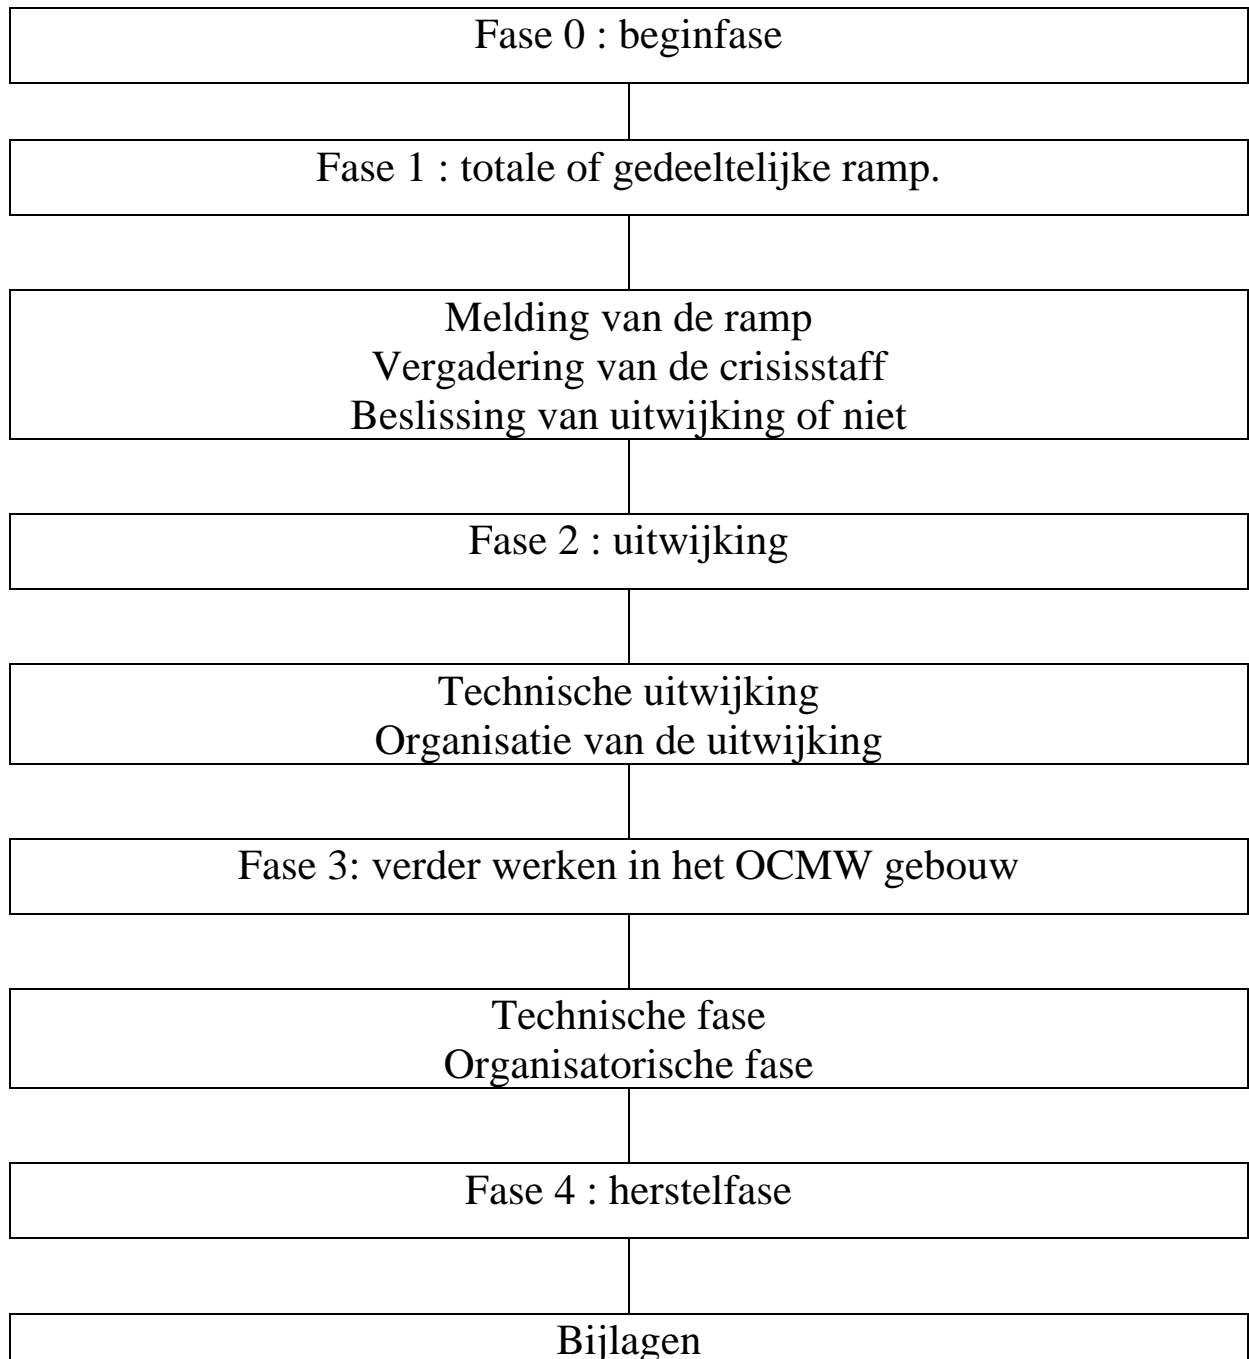 Fase 0 : beginfase
Fase 1 : totale of gedeeltelijke ramp.
Melding van de ramp
Vergadering van de crisisstaff
Beslissing van uitwijking of niet
Fase 2 : uitwijking
Technische uitwijking
Organisatie van de uitwijking
Fase 3: verder werken in het OCMW gebouw
Technische fase
Organisatorische fase
Fase 4 : herstelfase
Bijlagen